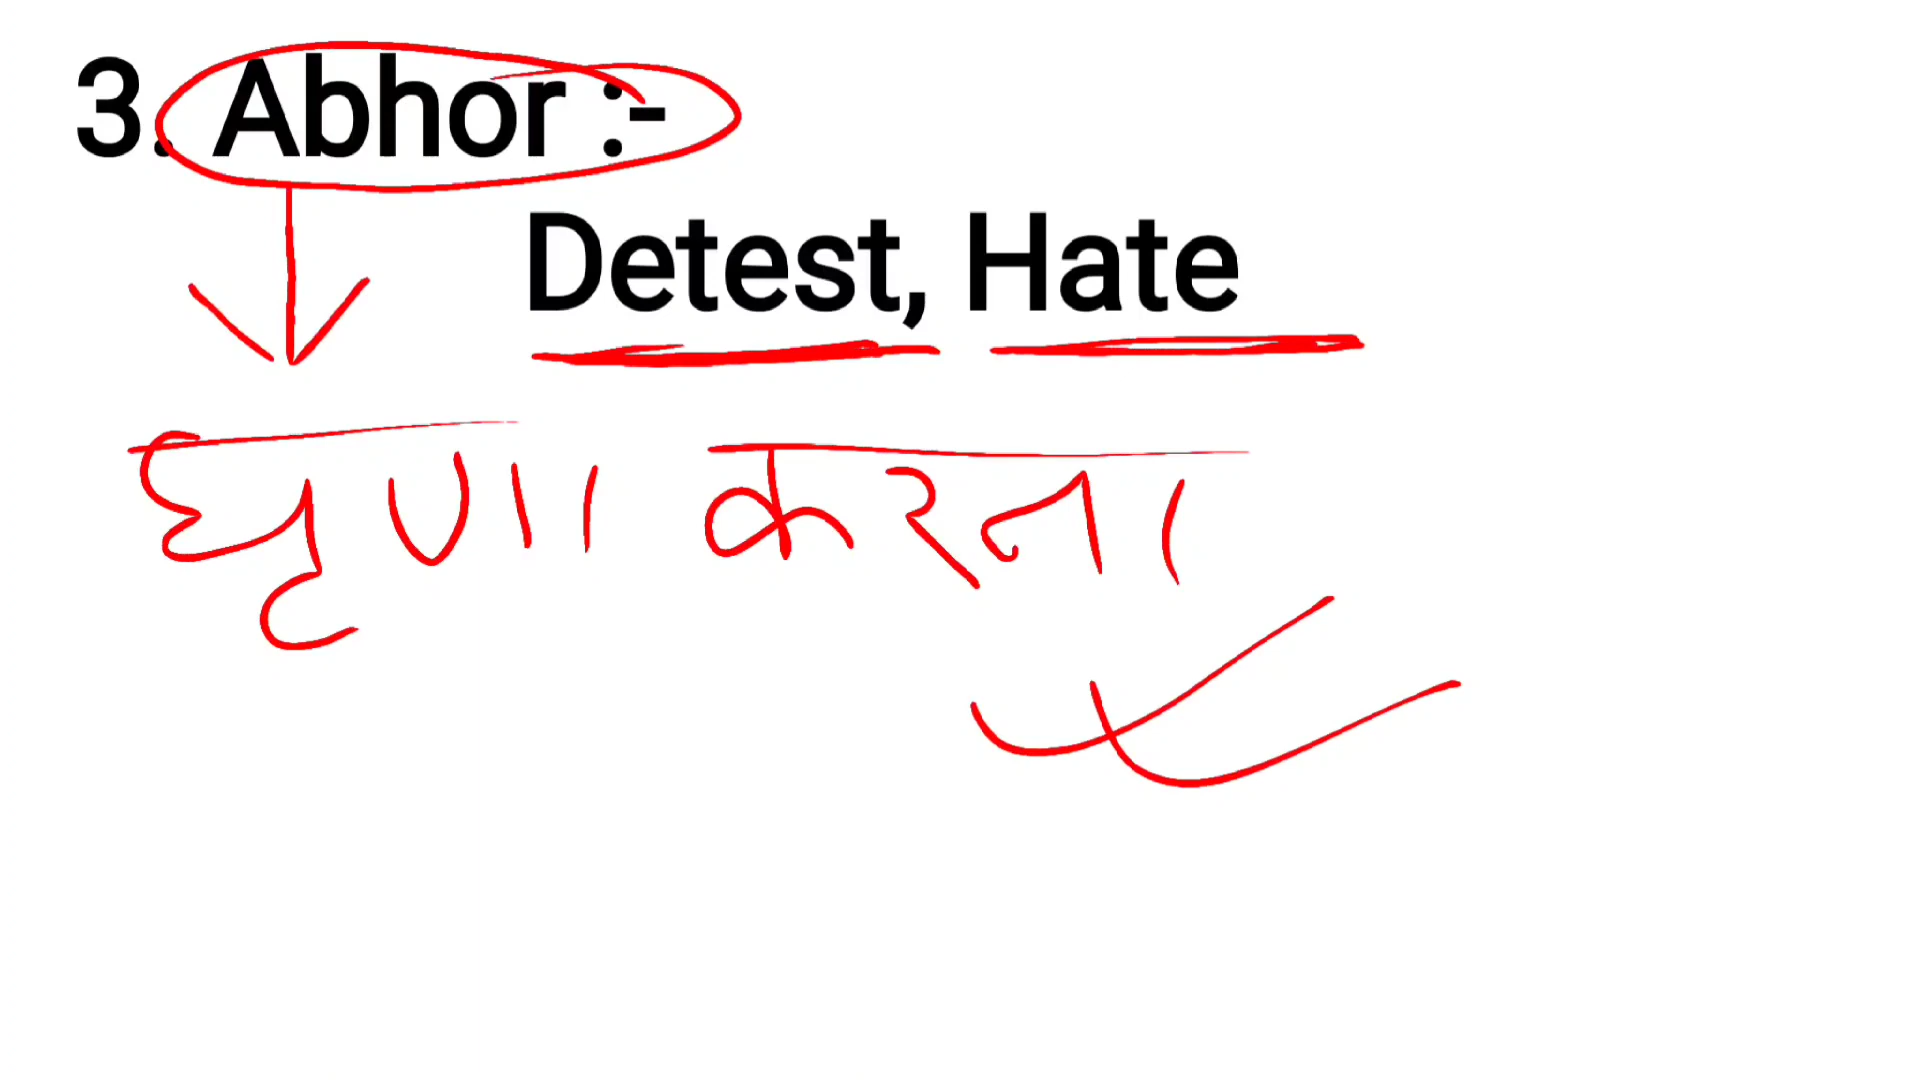 3. Abhor :-
Detest, Hate
घृणा करना